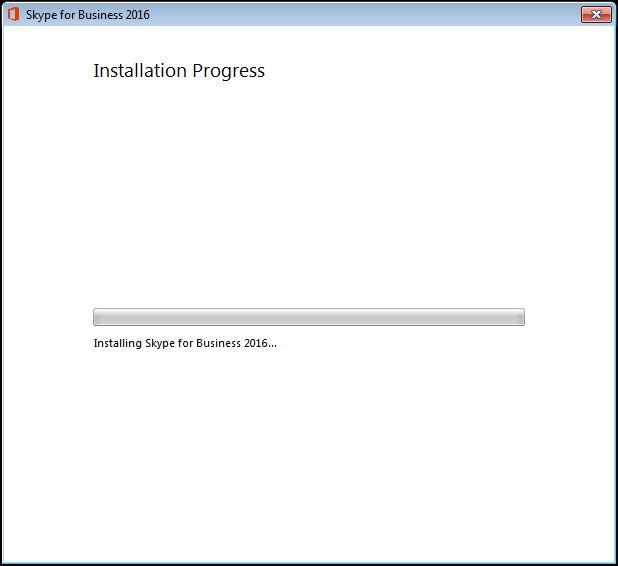 Skype for Business 2016
Installation Progress
Installing Skype for Business 2016...